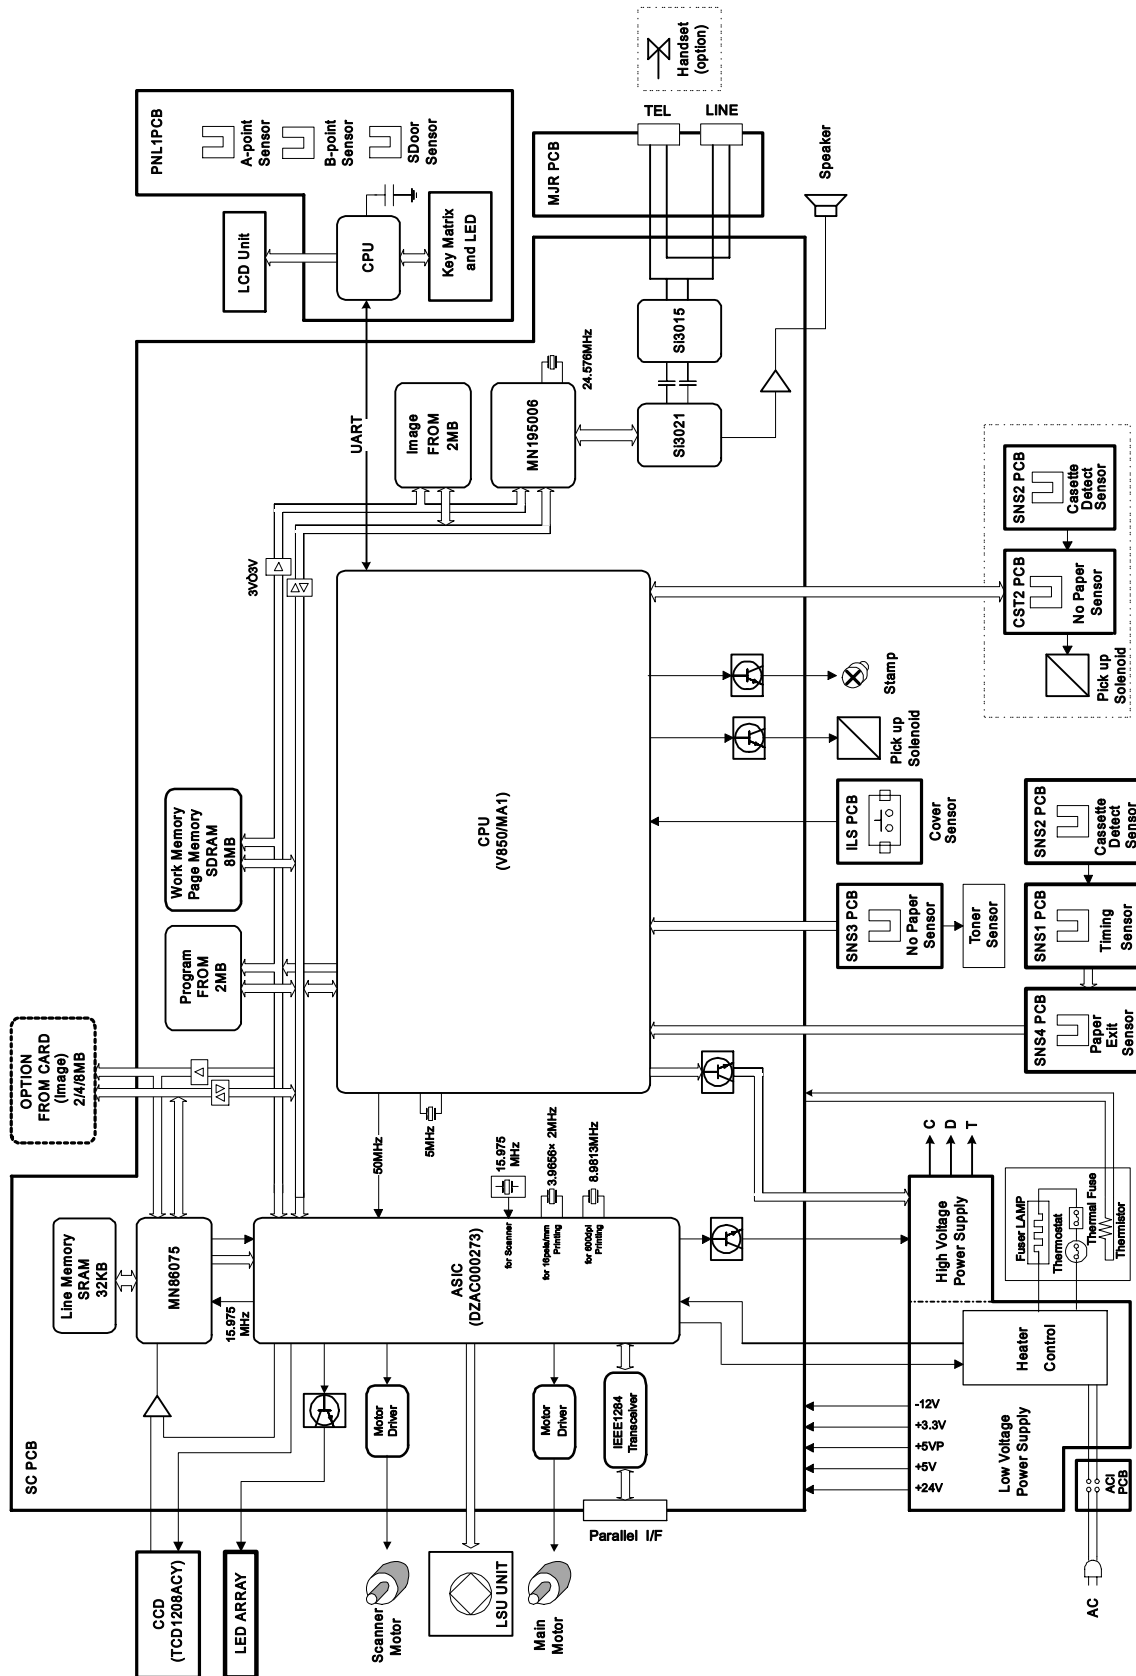 CCD
(TCD1208ACY)
LED ARRAY
Scanner
Motor
LSU UNIT
Main
Motor
Parallel I/F
AC
SC PCB
Line Memory
SRAM
32KB
MN86075
15.975
MHz
ASIC
(DZAC000273)
Motor
Driver
Motor
Driver
IEEE1284
Transceiver
for Scanner
15.975
MHz
for 16pels/mm
Printing
3.9656× 2MHz
for 600dpi
Printing
8.9813MHz
50MHz
5MHz
OPTION
FROM CARD
(Image)
2/4/8MB
Program
FROM
2MB
Work Memory
Page Memory
SDRAM
8MB
CPU
(V850/MA1)
3VÒ3V
UART
Image
FROM
2MB
MN195006
24.576MHz
SI3021
SI3015
LCD Unit
CPU
Key Matrix
and LED
PNL1PCB
A-point
Sensor
B-point
Sensor
SDoor
Sensor
MJR PCB
TEL
LINE
Handset
(option)
Speaker
+24V
+5V
+5VP
+3.3V
-12V
Low Voltage
Power Supply
ACI
PCB
Heater
Control
High Voltage
Power Supply
C
D
T
Fuser LAMP
Thermostat
Thermal Fuse
Thermistor
SNS4 PCB
Paper
Exit
Sensor
SNS1 PCB
Timing
Sensor
SNS2 PCB
Cassette
Detect
Sensor
SNS3 PCB
No Paper
Sensor
Toner
Sensor
ILS PCB
Cover
Sensor
Pick up
Solenoid
Stamp
Pick up
Solenoid
CST2 PCB
No Paper
Sensor
SNS2 PCB
Casette
Detect
Sensor